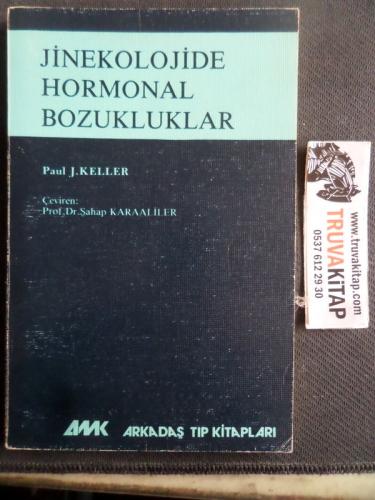 JİNEKOLOJİDE
HORMONAL
BOZUKLUKLAR
Paul J.KELLER
Çeviren:
Prof.Dr.Şahap KARAALİLER
AMK ARKADAŞ TIP KİTAPLARI
www.truvakitap.com
TRUVAKİTAP
0537 612 29 30